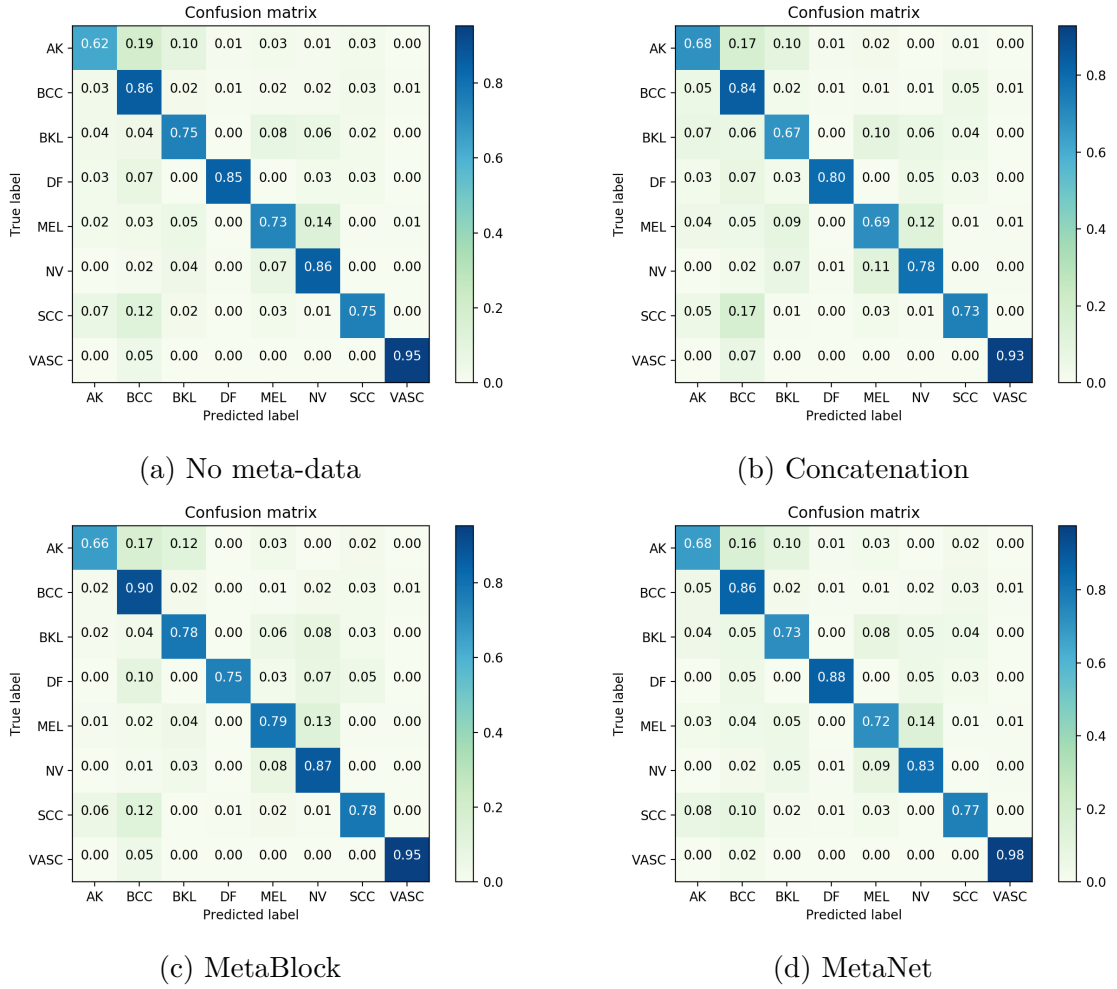 Confusion matrix
AK 0.62 0.19 0.10 0.01 0.03 0.01 0.03 0.00
BCC 0.03 0.86 0.02 0.01 0.02 0.02 0.03 0.01
BKL 0.04 0.04 0.75 0.00 0.08 0.06 0.02 0.00
DF 0.03 0.07 0.00 0.85 0.00 0.03 0.03 0.00
MEL 0.02 0.03 0.05 0.00 0.73 0.14 0.00 0.01
NV 0.00 0.02 0.04 0.00 0.07 0.86 0.00 0.00
SCC 0.07 0.12 0.02 0.00 0.03 0.01 0.75 0.00
VASC 0.00 0.05 0.00 0.00 0.00 0.00 0.00 0.95
AK BCC BKL DF MEL NV SCC VASC
Predicted label
True label
0.8
0.6
0.4
0.2
0.0
(a) No meta-data
Confusion matrix
AK 0.68 0.17 0.10 0.01 0.02 0.00 0.01 0.00
BCC 0.05 0.84 0.02 0.01 0.01 0.01 0.05 0.01
BKL 0.07 0.06 0.67 0.00 0.10 0.06 0.04 0.00
DF 0.03 0.07 0.03 0.80 0.00 0.05 0.03 0.00
MEL 0.04 0.05 0.09 0.00 0.69 0.12 0.01 0.01
NV 0.00 0.02 0.07 0.01 0.11 0.78 0.00 0.00
SCC 0.05 0.17 0.01 0.00 0.03 0.01 0.73 0.00
VASC 0.00 0.07 0.00 0.00 0.00 0.00 0.00 0.93
AK BCC BKL DF MEL NV SCC VASC
Predicted label
True label
0.8
0.6
0.4
0.2
0.0
(b) Concatenation
Confusion matrix
AK 0.66 0.17 0.12 0.00 0.03 0.00 0.02 0.00
BCC 0.02 0.90 0.02 0.00 0.01 0.02 0.03 0.01
BKL 0.02 0.04 0.78 0.00 0.06 0.08 0.03 0.00
DF 0.00 0.10 0.00 0.75 0.03 0.07 0.05 0.00
MEL 0.01 0.02 0.04 0.00 0.79 0.13 0.00 0.00
NV 0.00 0.01 0.03 0.00 0.08 0.87 0.00 0.00
SCC 0.06 0.12 0.00 0.01 0.02 0.01 0.78 0.00
VASC 0.00 0.05 0.00 0.00 0.00 0.00 0.00 0.95
AK BCC BKL DF MEL NV SCC VASC
Predicted label
True label
0.8
0.6
0.4
0.2
0.0
(c) MetaBlock
Confusion matrix
AK 0.68 0.16 0.10 0.01 0.03 0.00 0.02 0.00
BCC 0.05 0.86 0.02 0.01 0.01 0.02 0.03 0.01
BKL 0.04 0.05 0.73 0.00 0.08 0.05 0.04 0.00
DF 0.00 0.05 0.00 0.88 0.00 0.05 0.03 0.00
MEL 0.03 0.04 0.05 0.00 0.72 0.14 0.01 0.01
NV 0.00 0.02 0.05 0.01 0.09 0.83 0.00 0.00
SCC 0.08 0.10 0.02 0.01 0.03 0.01 0.77 0.00
VASC 0.00 0.02 0.00 0.00 0.00 0.00 0.00 0.98
AK BCC BKL DF MEL NV SCC VASC
Predicted label
True label
0.8
0.6
0.4
0.2
0.0
(d) MetaNet